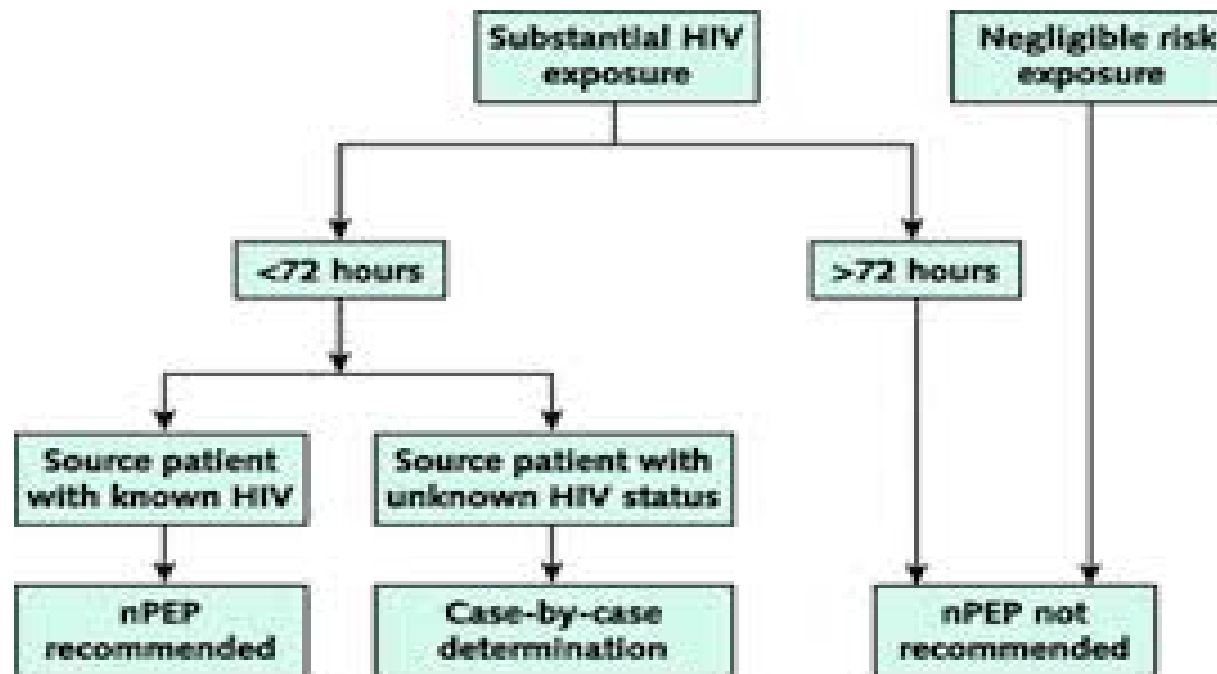 Substantial HIV
exposure
Negligible risk
exposure
<72 hours
>72 hours
Source patient
with known HIV
Source patient with
unknown HIV status
nPEP
recommended
Case-by-case
determination
nPEP not
recommended